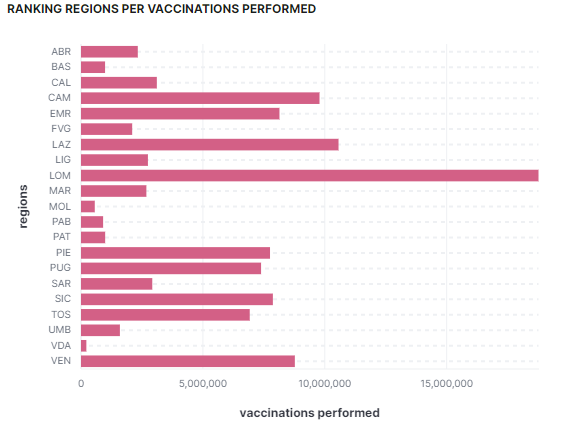 RANKING REGIONS PER VACCINATIONS PERFORMED
regions
ABR
BAS
CAL
CAM
EMR
FVG
LAZ
LIG
LOM
MAR
MOL
PAB
PAT
PIE
PUG
SAR
SIC
TOS
UMB
VDA
VEN
0 5,000,000 10,000,000 15,000,000
vaccinations performed